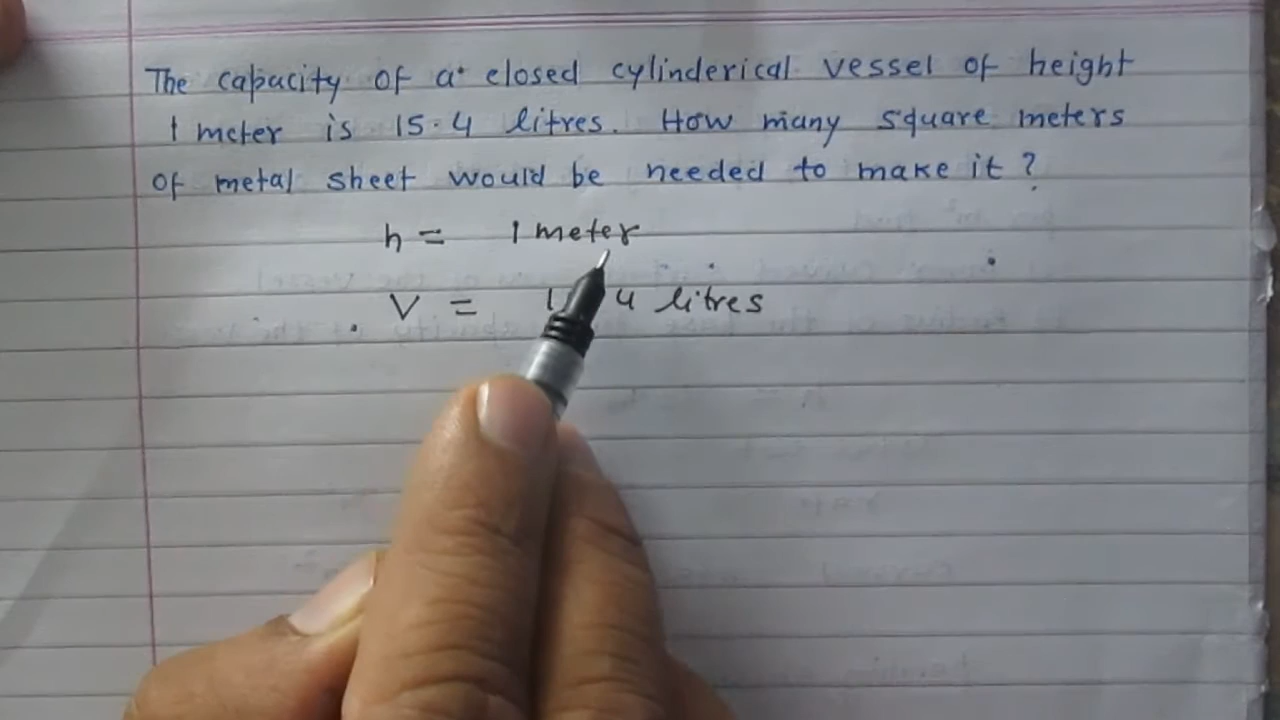 The capacity of a closed cylinderical vessel of height
1 meter is 15.4 litres. How many square meters
of metal sheet would be needed to make it ?
h = 1 meter
V = 4 litres